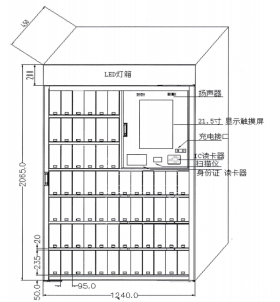 450
200
LED灯箱
扬声器
21.5寸 显示触摸屏
充电接口
IC读卡器
扫描仪
身份证 读卡器
2065.0
20
235
50.0
95.0
1240.0